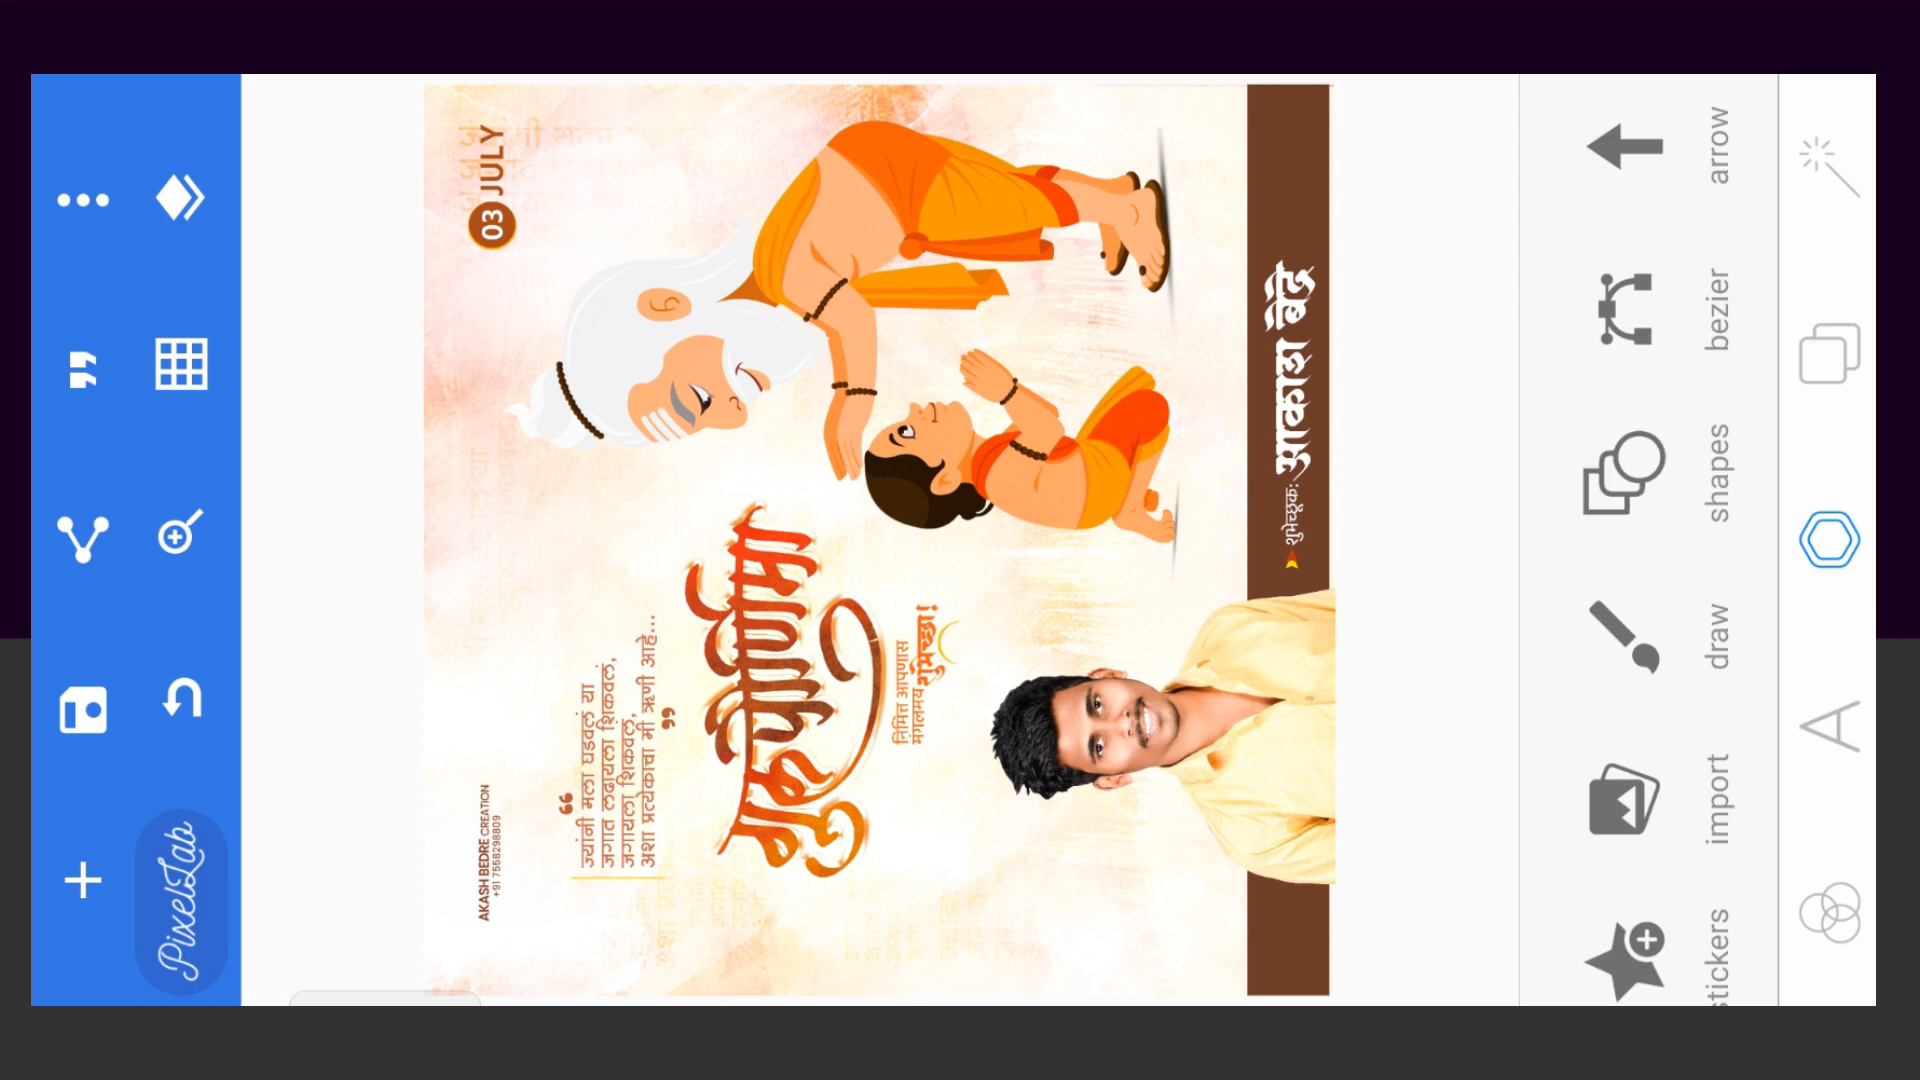 PixelLab
AKASH BEDRE CREATION
+91 7558298809
03 JULY
❝
ज्यांनी मला घडवलं या
जगात लढायला शिकवलं,
जगायला शिकवलं,
अशा प्रत्येकाचा मी ऋणी आहे...
❞
गुरुपौर्णिमा
निमित्त आपणास
मंगलमय शुभेच्छा!
शुभेच्छूक: आकाश बेद्रे
stickers
import
draw
shapes
bezier
arrow